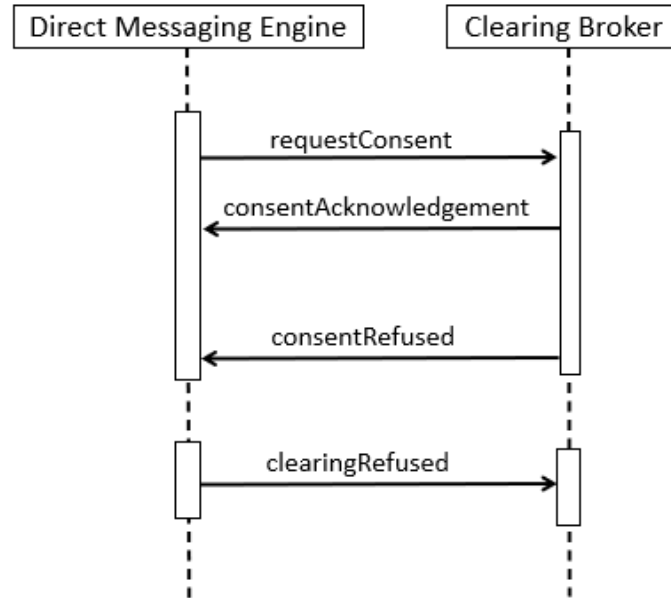 Direct Messaging Engine
Clearing Broker
requestConsent
consentAcknowledgement
consentRefused
clearingRefused